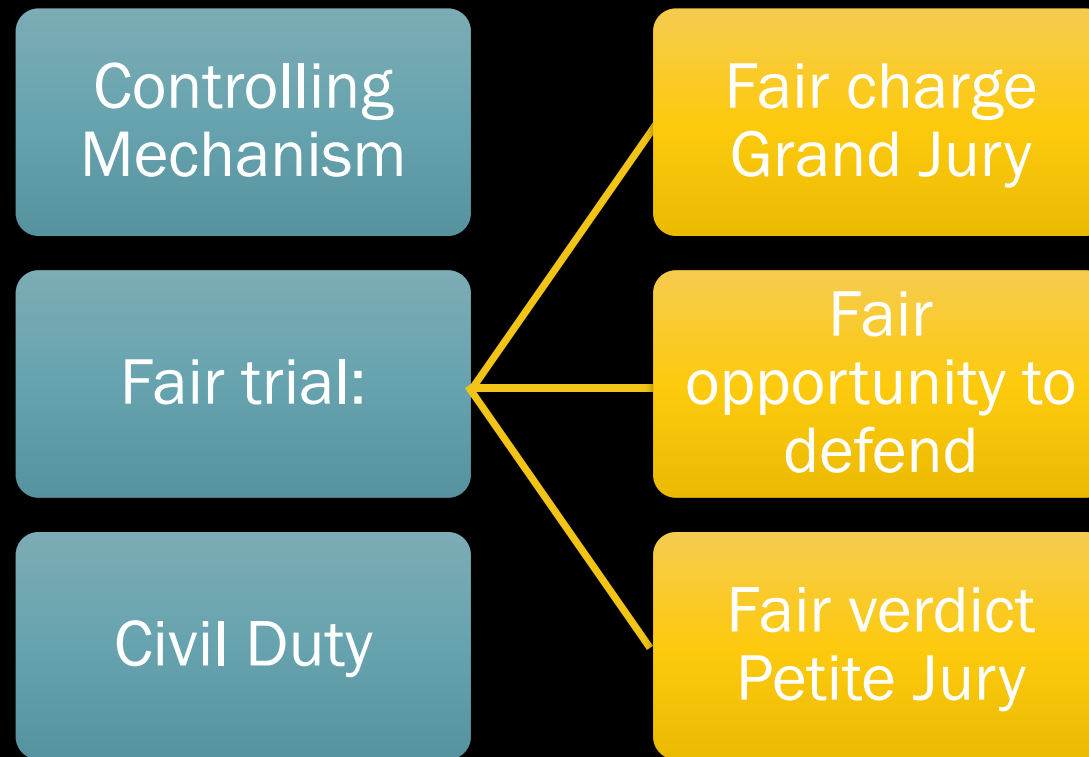 Controlling
Mechanism
Fair trial:
Civil Duty
Fair charge
Grand Jury
Fair
opportunity to
defend
Fair verdict
Petite Jury